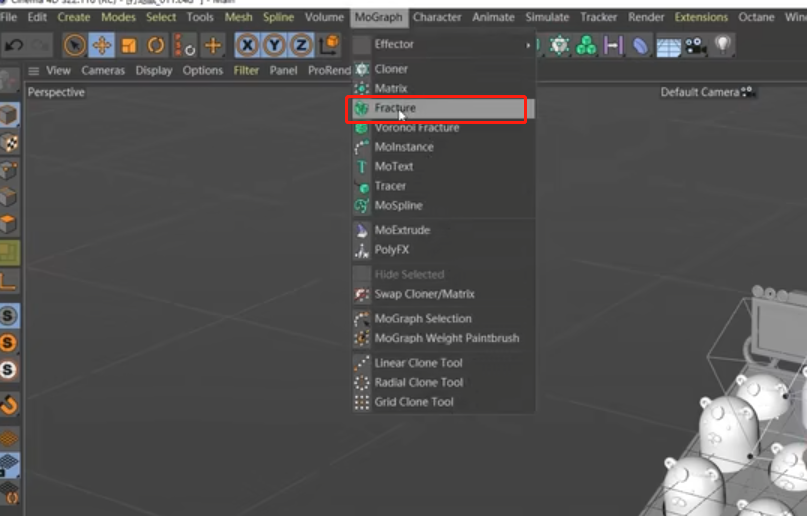 File Edit Create Modes Select Tools Mesh Spline Volume MoGraph Character Animate Simulate Tracker Render Extensions Octane
X Y Z
View Cameras Display Options Filter Panel ProRend
Perspective
Default Camera
Effector
Cloner
Matrix
Fracture
Voronoi Fracture
MoInstance
MoText
Tracer
MoSpline
MoExtrude
PolyFX
Hide Selected
Swap Cloner/Matrix
MoGraph Selection
MoGraph Weight Paintbrush
Linear Clone Tool
Radial Clone Tool
Grid Clone Tool
S
S
S